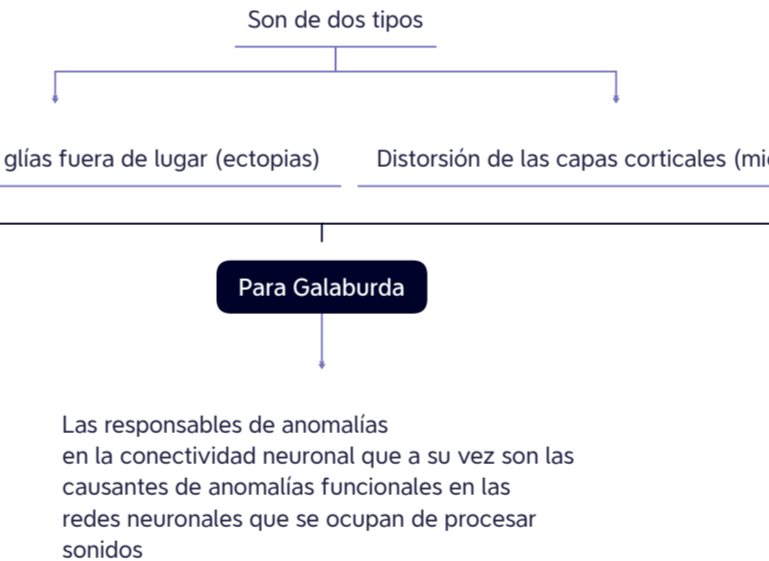 Son de dos tipos
glías fuera de lugar (ectopias)
Distorsión de las capas corticales
Para Galaburda
Las responsables de anomalías
en la conectividad neuronal que a su vez son las
causantes de anomalías funcionales en las
redes neuronales que se ocupan de procesar
sonidos